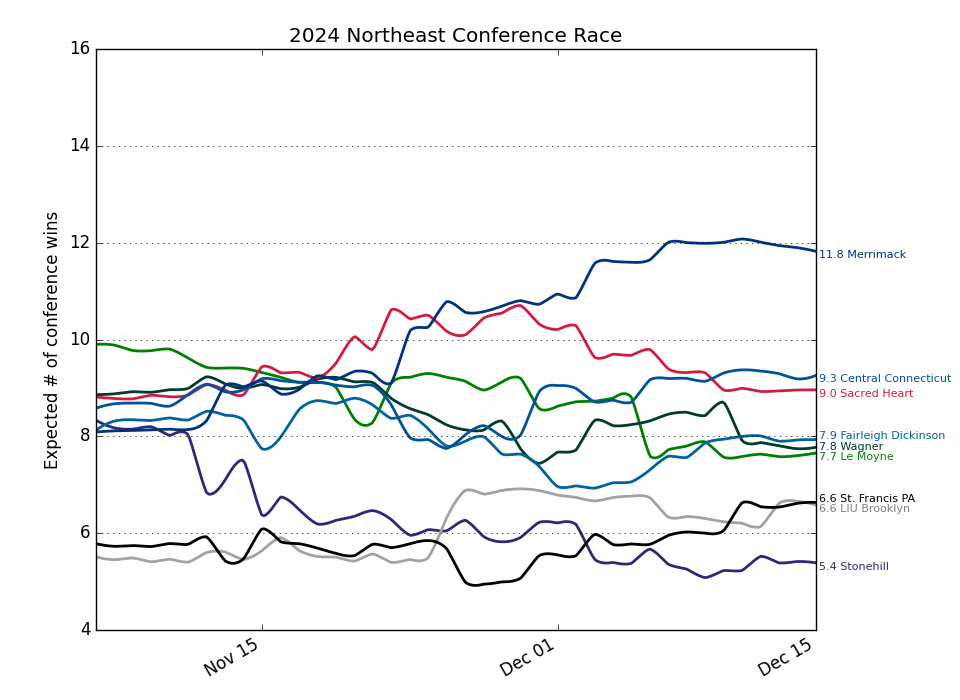 2024 Northeast Conference Race
Expected # of conference wins
16
14
12
10
8
6
4
11.8 Merrimack
9.3 Central Connecticut
9.0 Sacred Heart
7.9 Fairleigh Dickinson
7.8 Wagner
7.7 Le Moyne
6.6 St. Francis PA
6.6 LIU Brooklyn
5.4 Stonehill
Nov 15
Dec 01
Dec 15